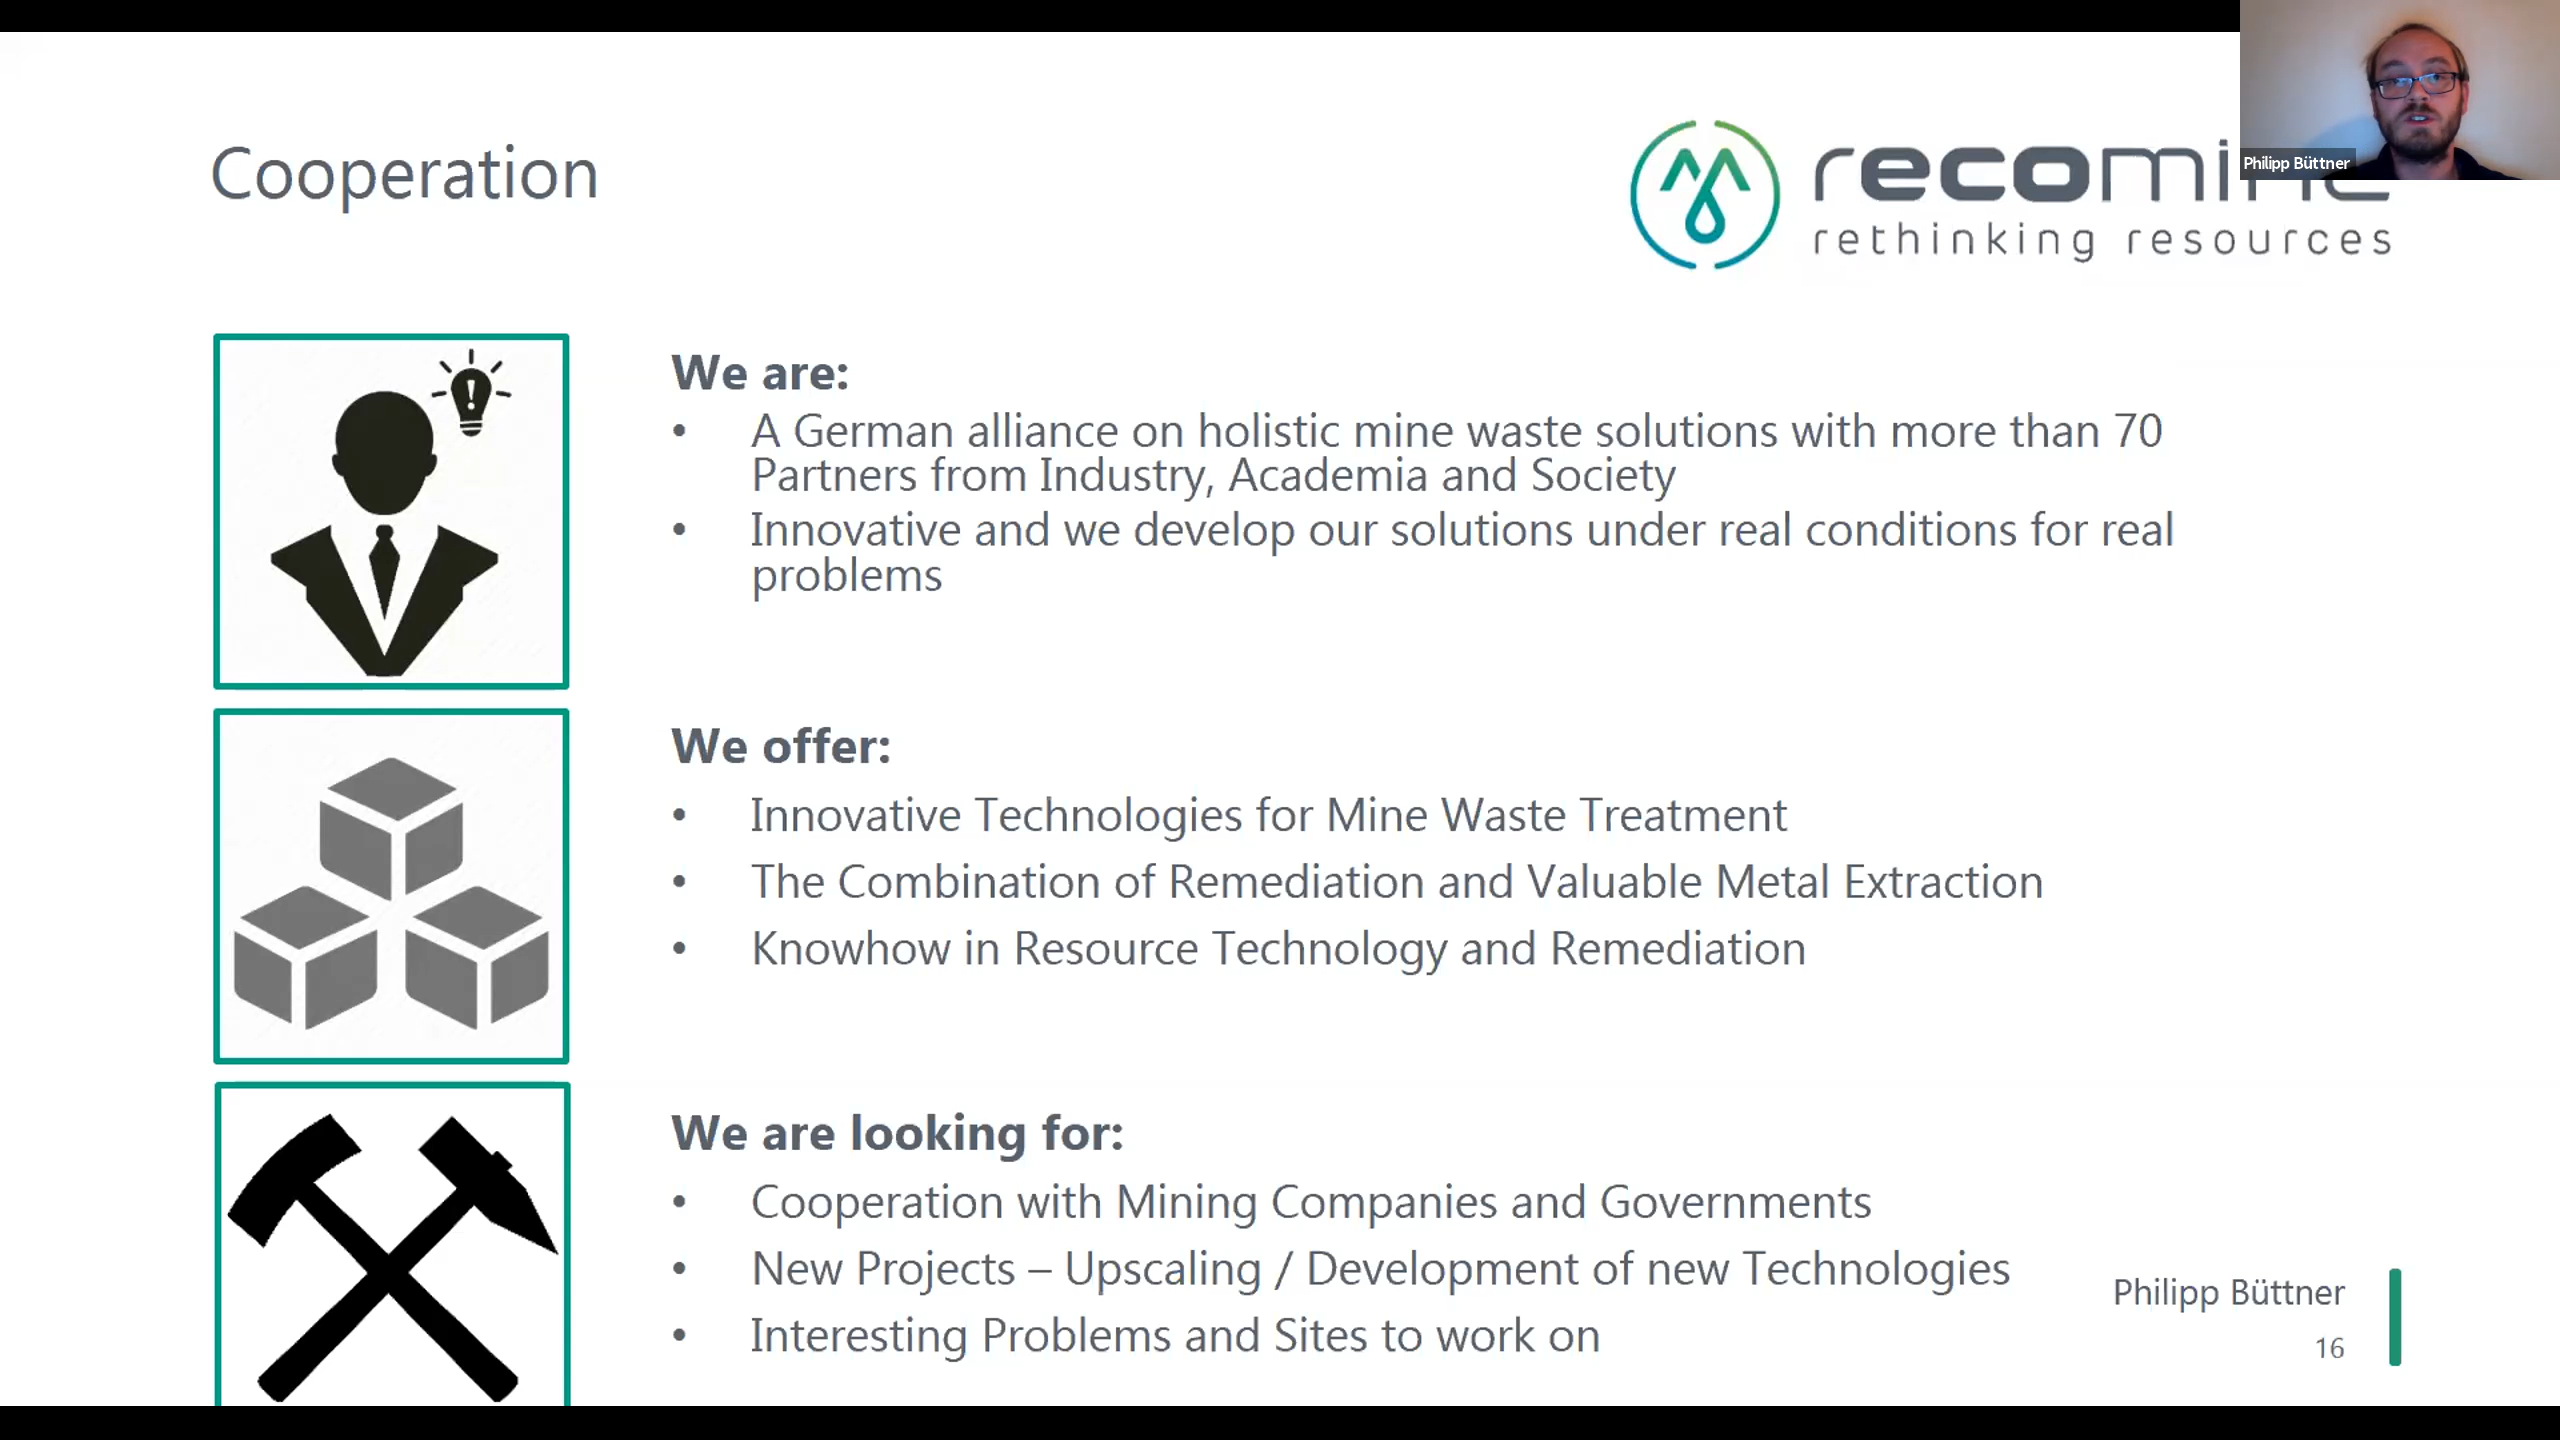 Cooperation
Philipp Büttner
rethinking resources
We are:
• A German alliance on holistic mine waste solutions with more than 70
Partners from Industry, Academia and Society
• Innovative and we develop our solutions under real conditions for real
problems
We offer:
• Innovative Technologies for Mine Waste Treatment
• The Combination of Remediation and Valuable Metal Extraction
• Knowhow in Resource Technology and Remediation
We are looking for:
• Cooperation with Mining Companies and Governments
• New Projects – Upscaling / Development of new Technologies
• Interesting Problems and Sites to work on
Philipp Büttner
16